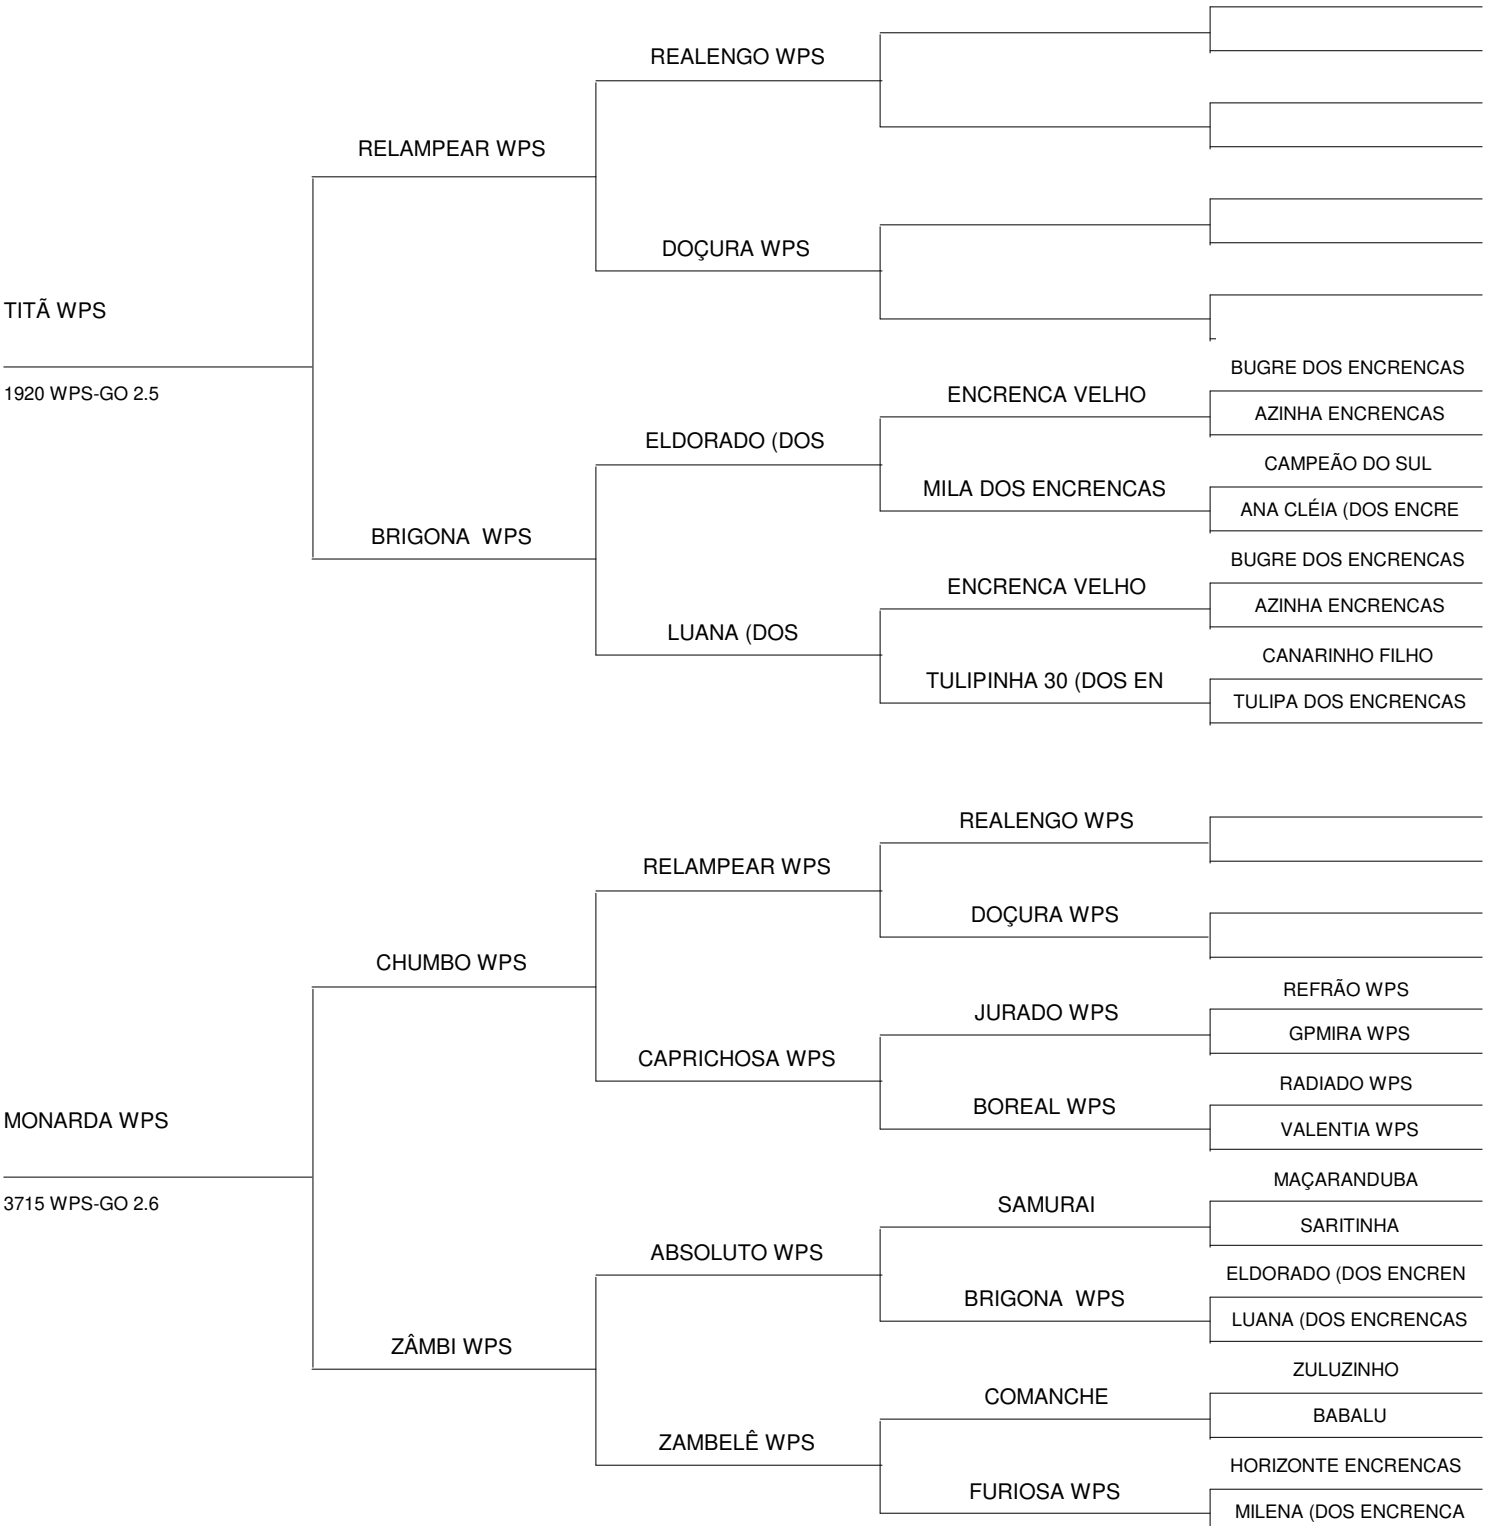 REALENGO WPS
RELAMPEAR WPS
DOÇURA WPS
TITÃ WPS
1920 WPS-GO 2.5
BUGRE DOS ENCRENCAS
ENCRENCA VELHO
AZINHA ENCRENCAS
ELDORADO (DOS
CAMPEÃO DO SUL
MILA DOS ENCRENCAS
ANA CLÉIA (DOS ENCRE
BRIGONA  WPS
BUGRE DOS ENCRENCAS
ENCRENCA VELHO
AZINHA ENCRENCAS
LUANA (DOS
CANARINHO FILHO
TULIPINHA 30 (DOS EN
TULIPA DOS ENCRENCAS
REALENGO WPS
RELAMPEAR WPS
DOÇURA WPS
CHUMBO WPS
REFRÃO WPS
JURADO WPS
GPMIRA WPS
CAPRICHOSA WPS
RADIADO WPS
BOREAL WPS
VALENTIA WPS
MONARDA WPS
3715 WPS-GO 2.6
MAÇARANDUBA
SAMURAI
SARITINHA
ABSOLUTO WPS
ELDORADO (DOS ENCREN
BRIGONA  WPS
LUANA (DOS ENCRENCAS
ZÂMBI WPS
ZULUZINHO
COMANCHE
BABALU
ZAMBELÊ WPS
HORIZONTE ENCRENCAS
FURIOSA WPS
MILENA (DOS ENCRENCA